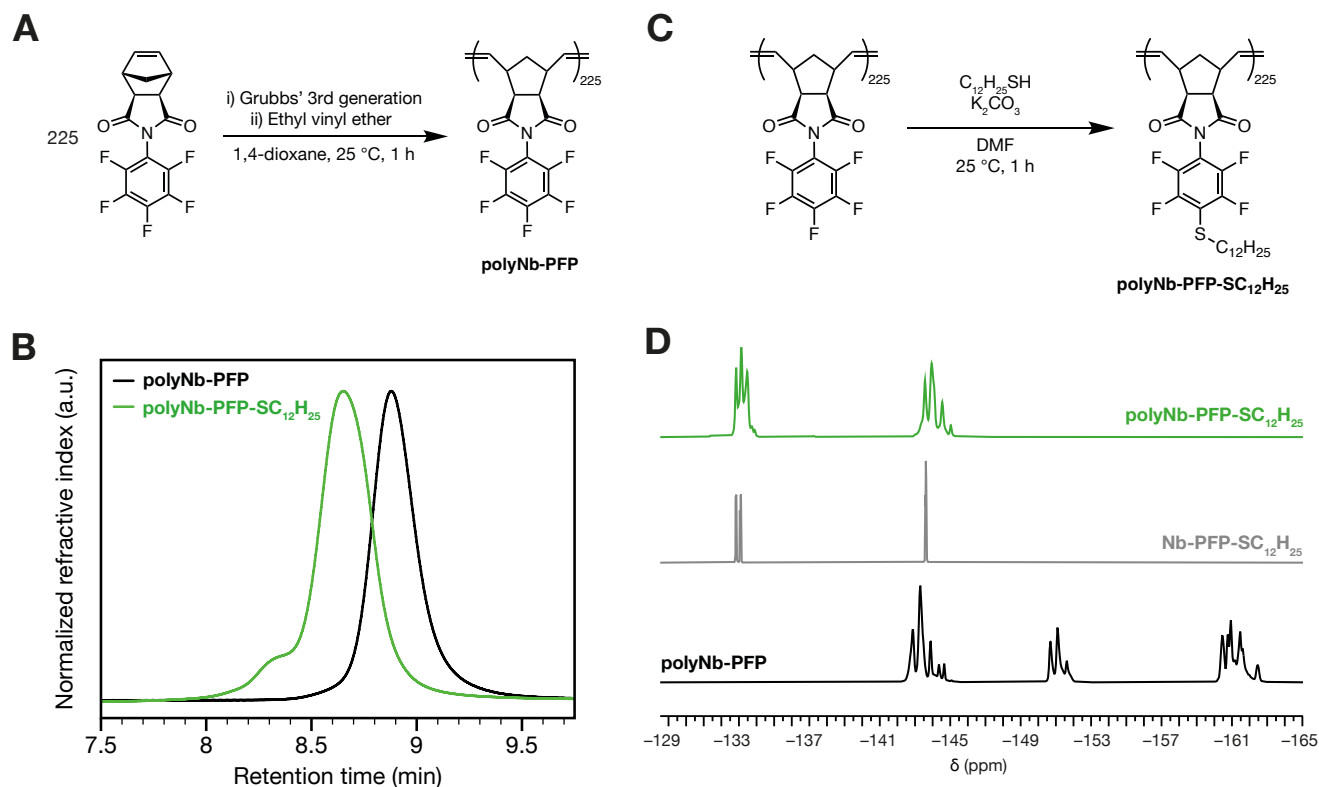 A
225
O
N
O
F
F
F
F
F
i) Grubbs' 3rd generation
ii) Ethyl vinyl ether
1,4-dioxane, 25 °C, 1 h
225
O
N
O
F
F
F
F
F
polyNb-PFP
C
225
O
N
O
F
F
F
F
F
C₁₂H₂₅SH
K₂CO₃
DMF
25 °C, 1 h
225
O
N
O
F
F
F
F
S
C₁₂H₂₅
polyNb-PFP-SC₁₂H₂₅
B
Normalized refractive index (a.u.)
polyNb-PFP
polyNb-PFP-SC₁₂H₂₅
7.5 8 8.5 9 9.5
Retention time (min)
D
polyNb-PFP-SC₁₂H₂₅
Nb-PFP-SC₁₂H₂₅
polyNb-PFP
−129 −133 −137 −141 −145 −149 −153 −157 −161 −165
δ (ppm)